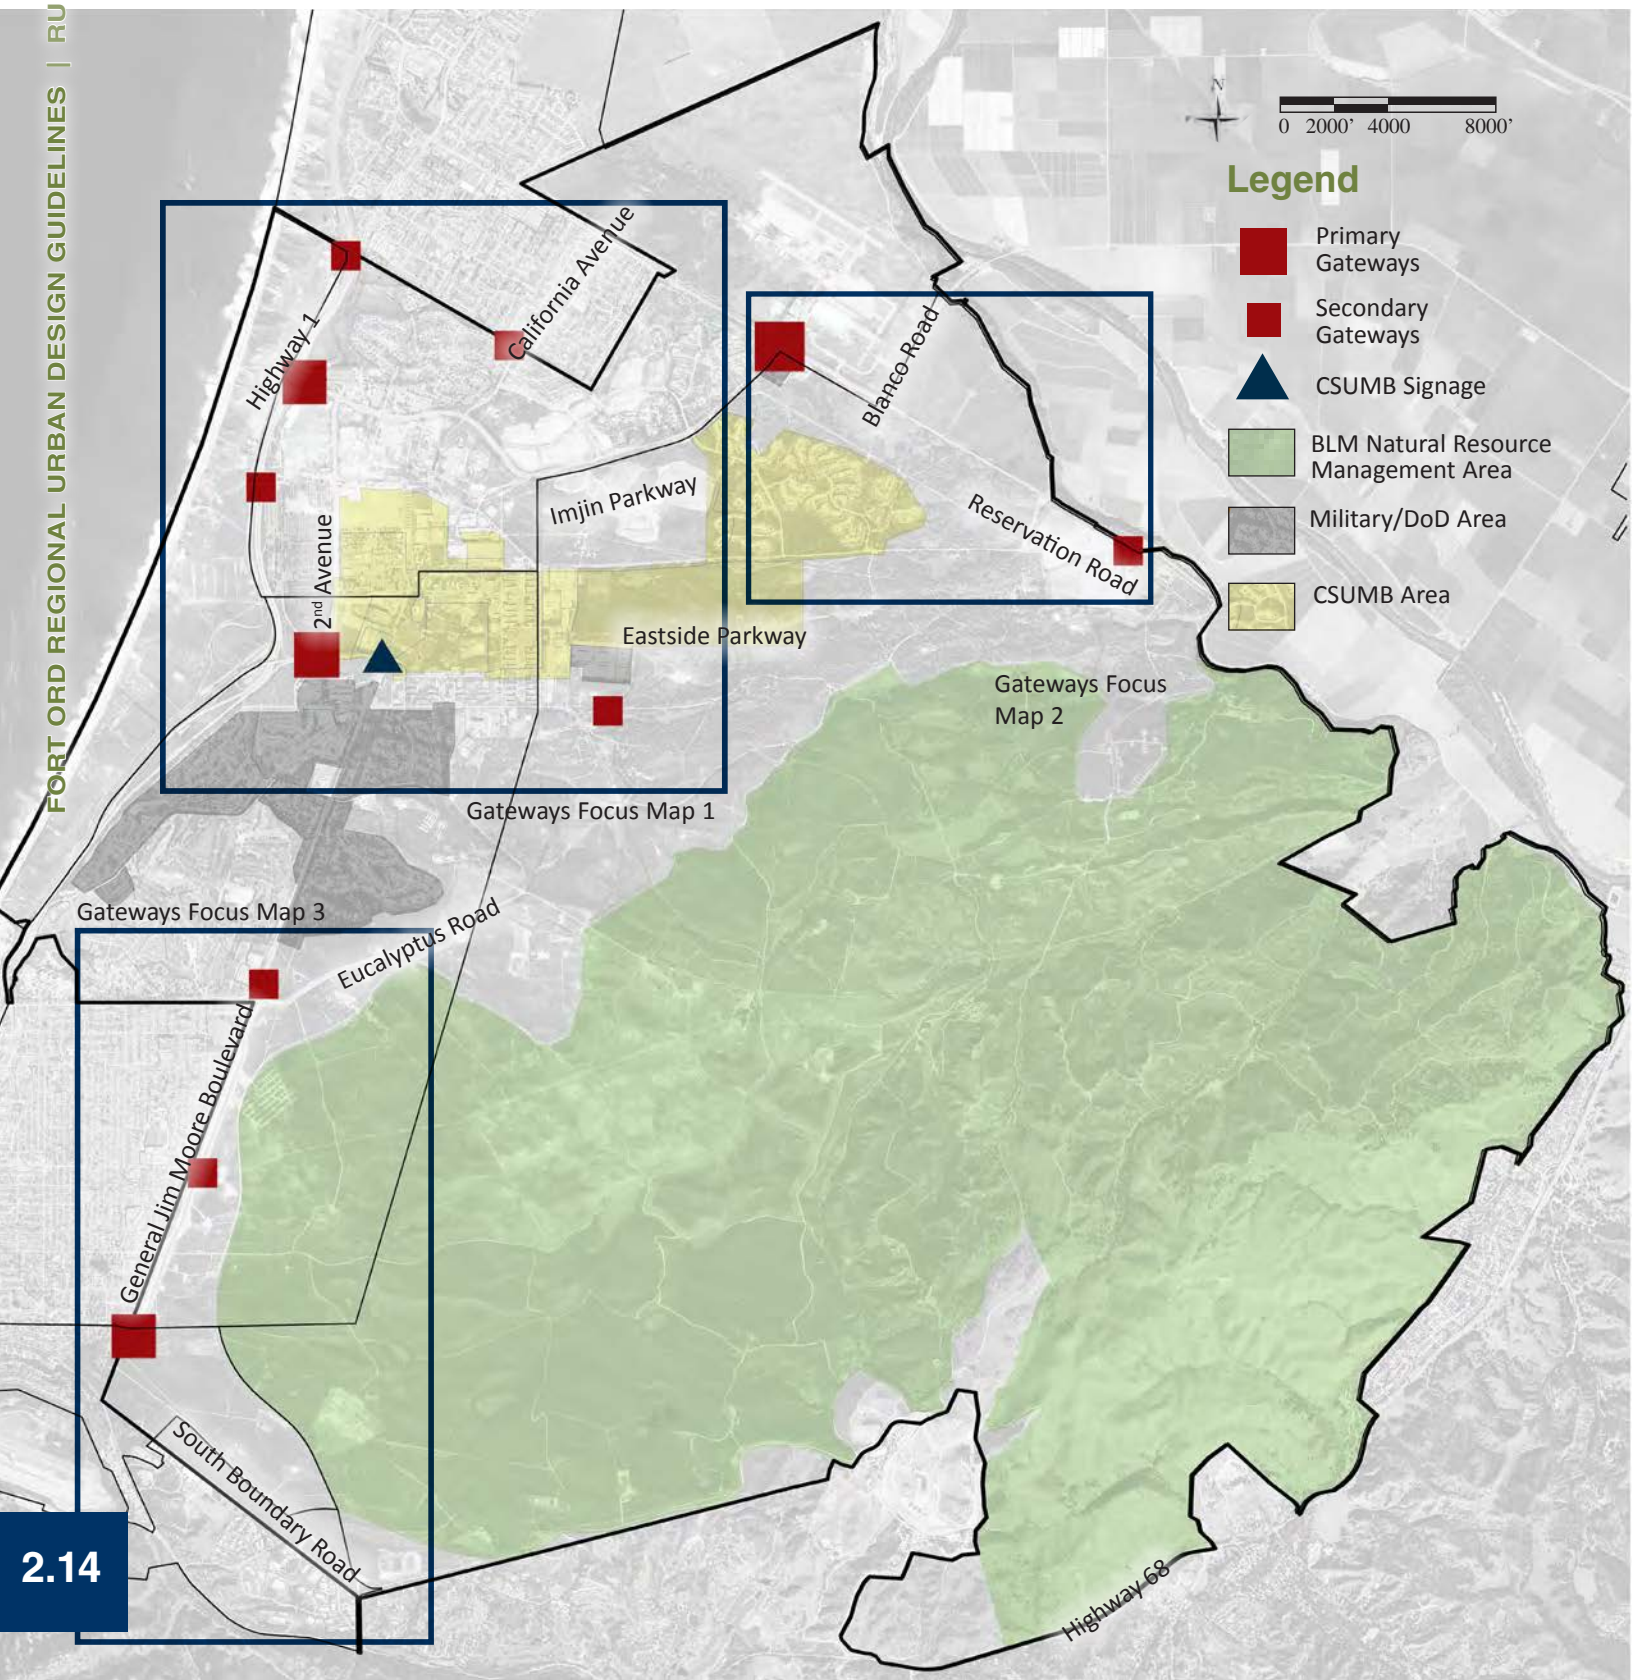 FORT ORD REGIONAL URBAN DESIGN GUIDELINES | RU
N
0 2000' 4000 8000'
Legend
Primary
Gateways
Secondary
Gateways
CSUMB Signage
BLM Natural Resource
Management Area
Military/DoD Area
CSUMB Area
California Avenue
Highway 1
Blanco Road
Imjin Parkway
Reservation Road
2nd Avenue
Eastside Parkway
Gateways Focus
Map 2
Gateways Focus Map 1
Gateways Focus Map 3
Eucalyptus Road
General Jim Moore Boulevard
South Boundary Road
Highway 68
2.14